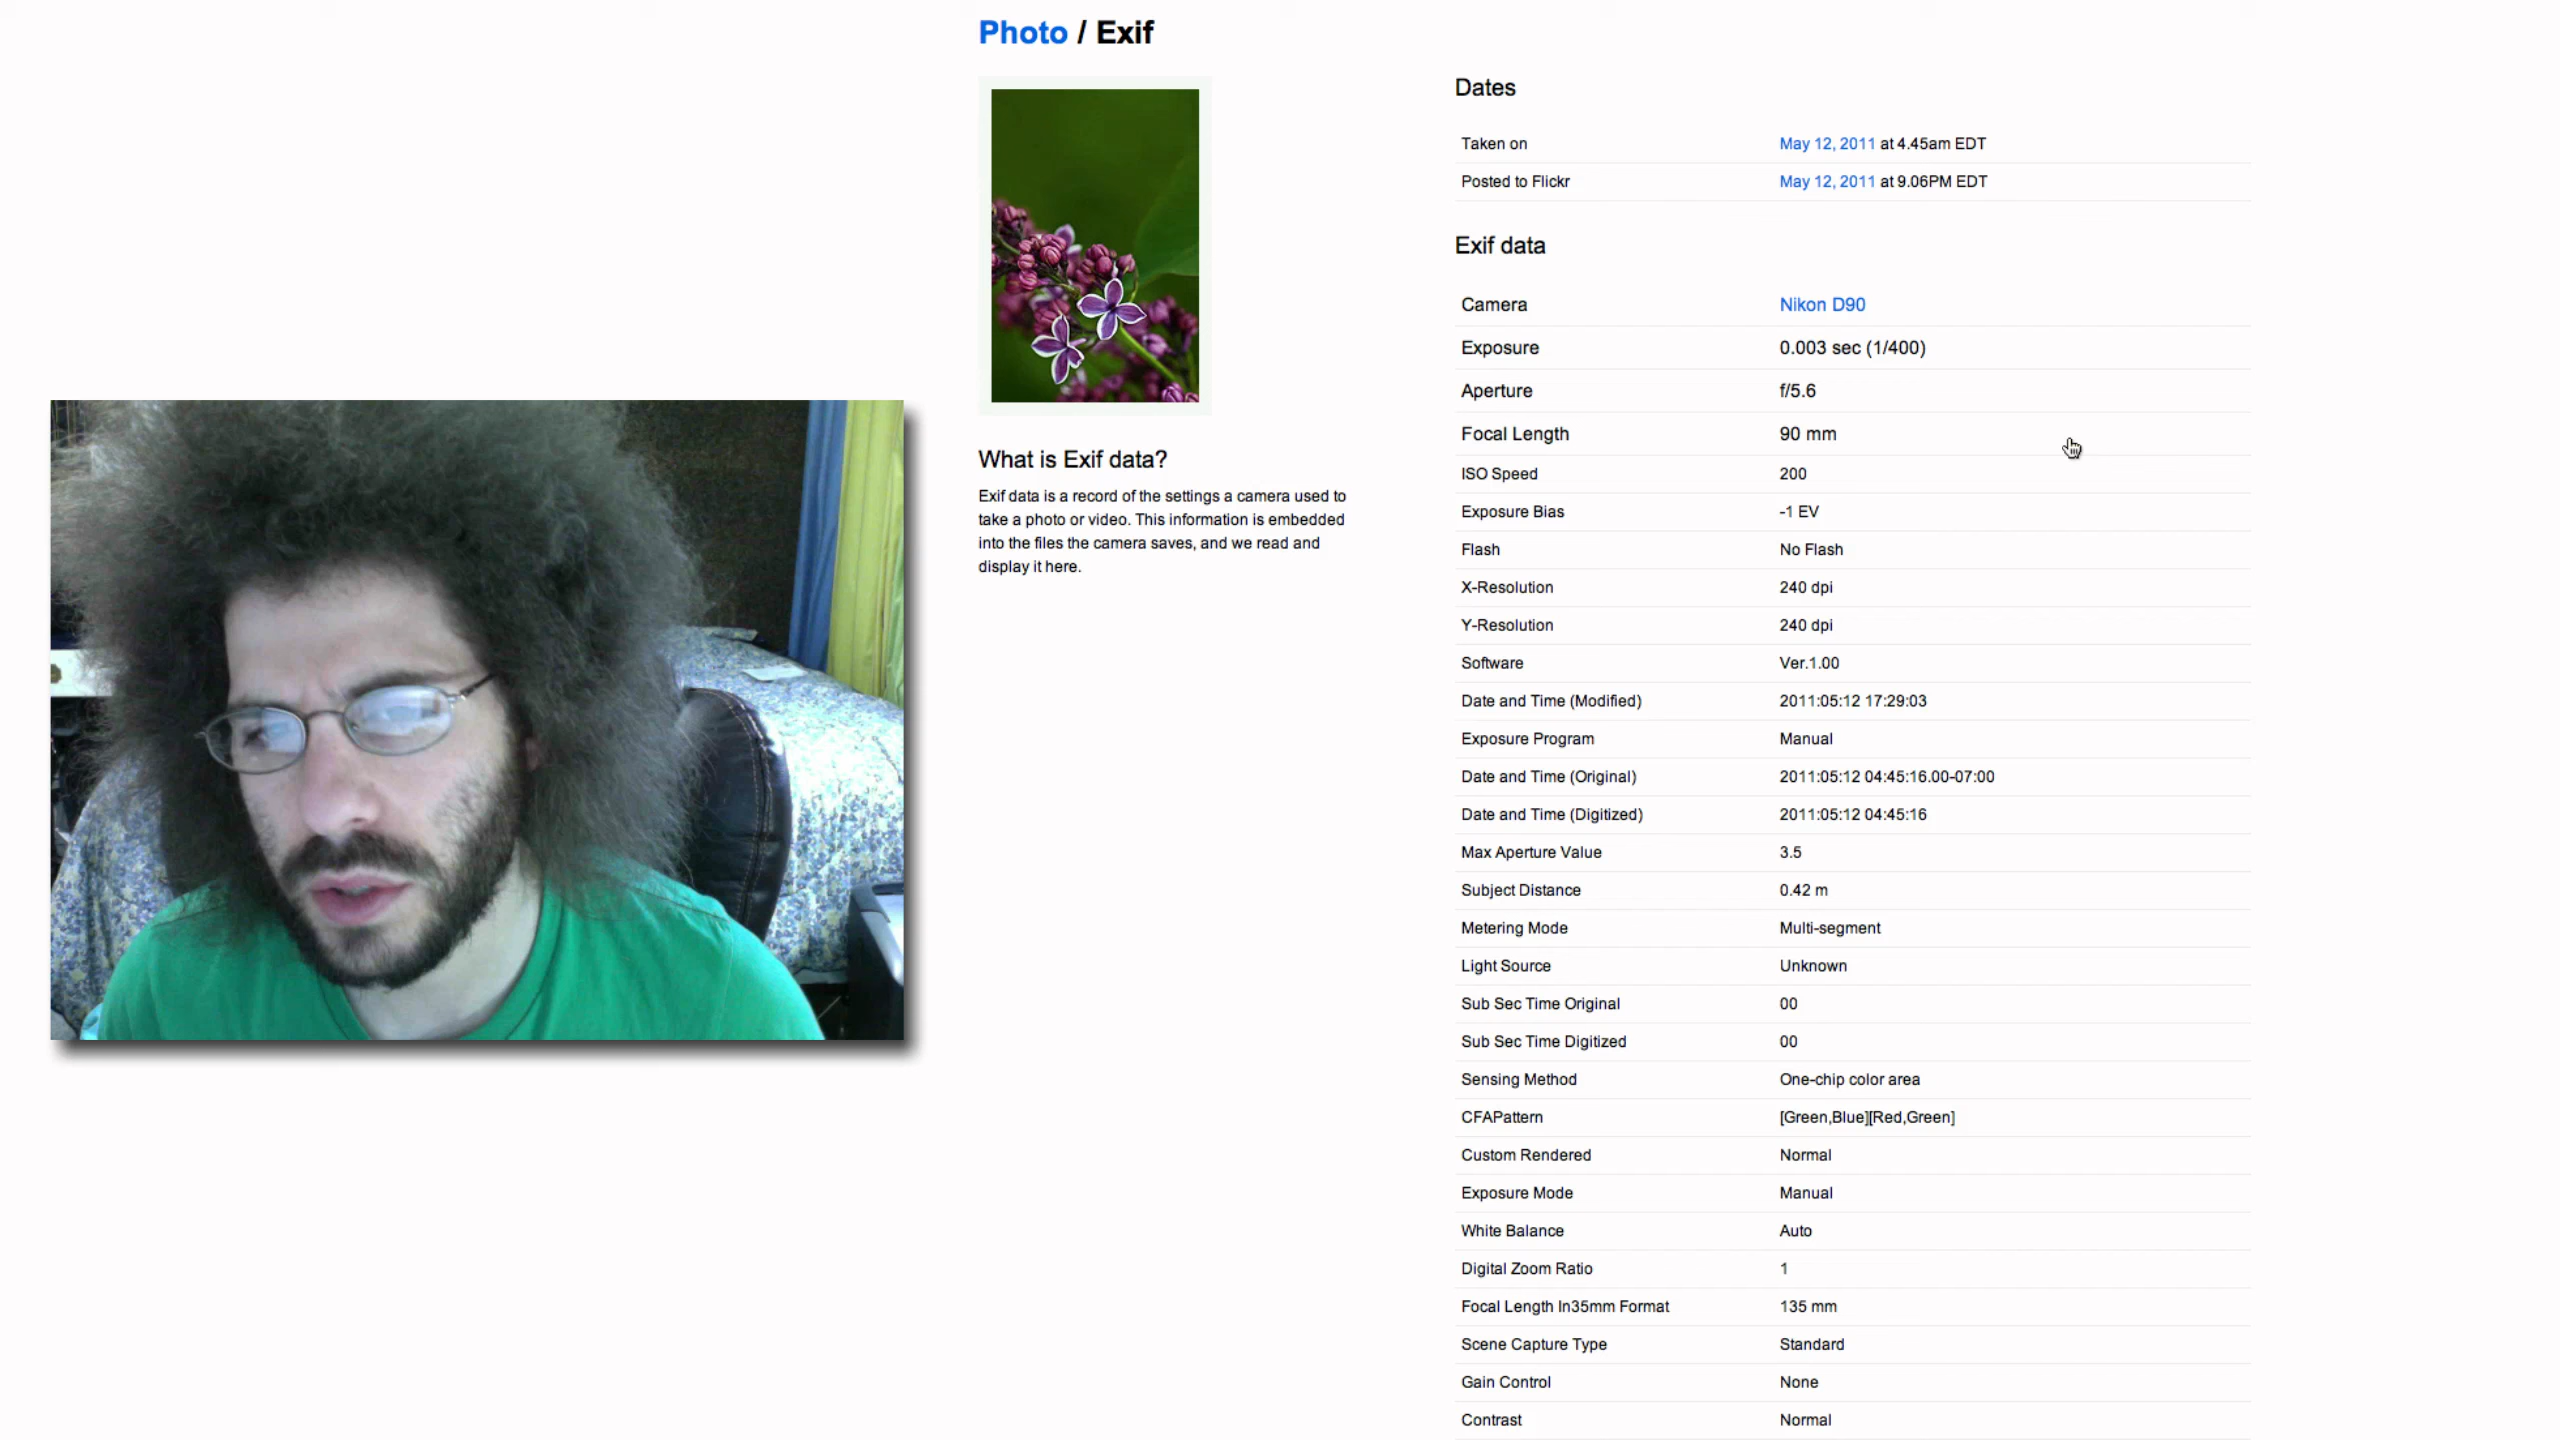 Photo / Exif
What is Exif data?
Exif data is a record of the settings a camera used to
take a photo or video. This information is embedded
into the files the camera saves, and we read and
display it here.
Dates
Taken on May 12, 2011 at 4.45am EDT
Posted to Flickr May 12, 2011 at 9.06PM EDT
Exif data
Camera Nikon D90
Exposure 0.003 sec (1/400)
Aperture f/5.6
Focal Length 90 mm
ISO Speed 200
Exposure Bias -1 EV
Flash No Flash
X-Resolution 240 dpi
Y-Resolution 240 dpi
Software Ver.1.00
Date and Time (Modified) 2011:05:12 17:29:03
Exposure Program Manual
Date and Time (Original) 2011:05:12 04:45:16.00-07:00
Date and Time (Digitized) 2011:05:12 04:45:16
Max Aperture Value 3.5
Subject Distance 0.42 m
Metering Mode Multi-segment
Light Source Unknown
Sub Sec Time Original 00
Sub Sec Time Digitized 00
Sensing Method One-chip color area
CFAPattern [Green,Blue][Red,Green]
Custom Rendered Normal
Exposure Mode Manual
White Balance Auto
Digital Zoom Ratio 1
Focal Length In35mm Format 135 mm
Scene Capture Type Standard
Gain Control None
Contrast Normal